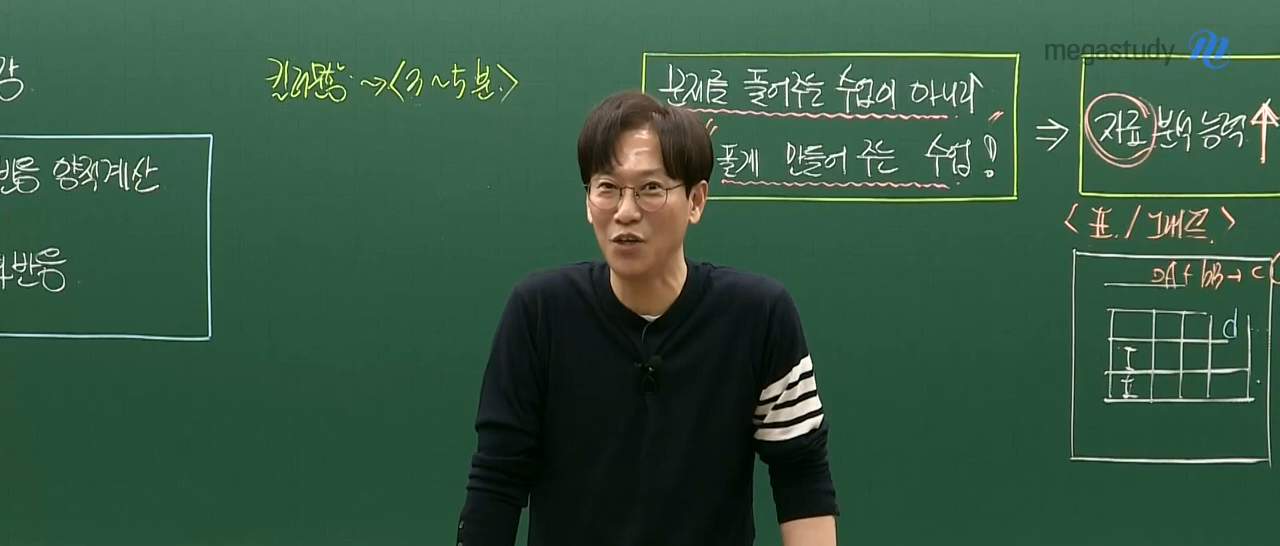 강
킬러문항 ~→ <3~5분.>
반응 양적계산
반응
문제를 풀어주는 수업이 아니라
"풀게 만들어 주는 수업!"
⇒ 자료 분석 능력 ↑
<표. / 그래프.>
aA + bB → c
d
I
II
megastudy